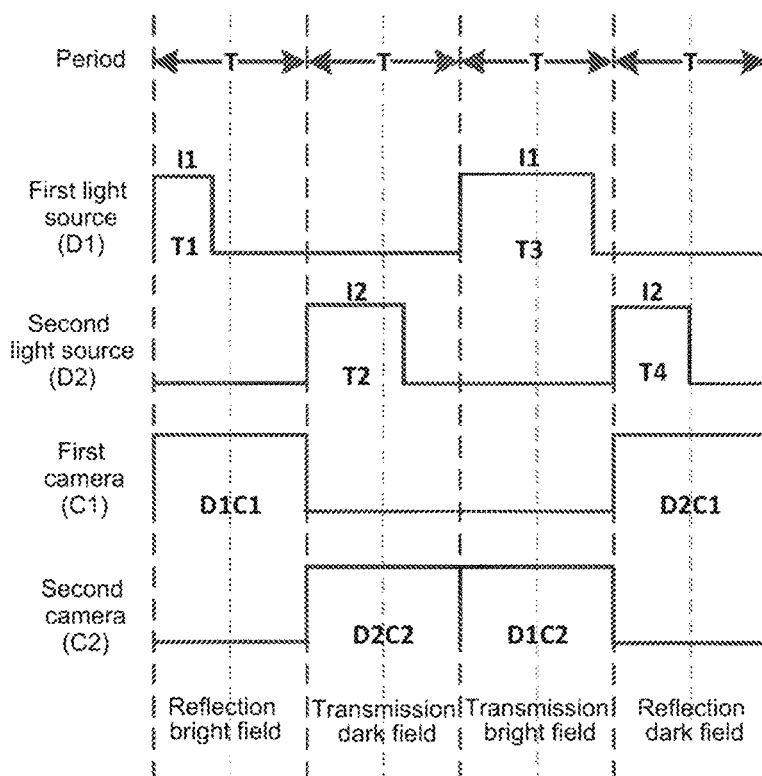 Period
T T T T
I1 I1
First light
source
(D1)
T1 T3
I2 I2
Second
light source
(D2)
T2 T4
First
camera
(C1)
D1C1 D2C1
Second
camera
(C2)
D2C2 D1C2
Reflection
bright field
Transmission
dark field
Transmission
bright field
Reflection
dark field